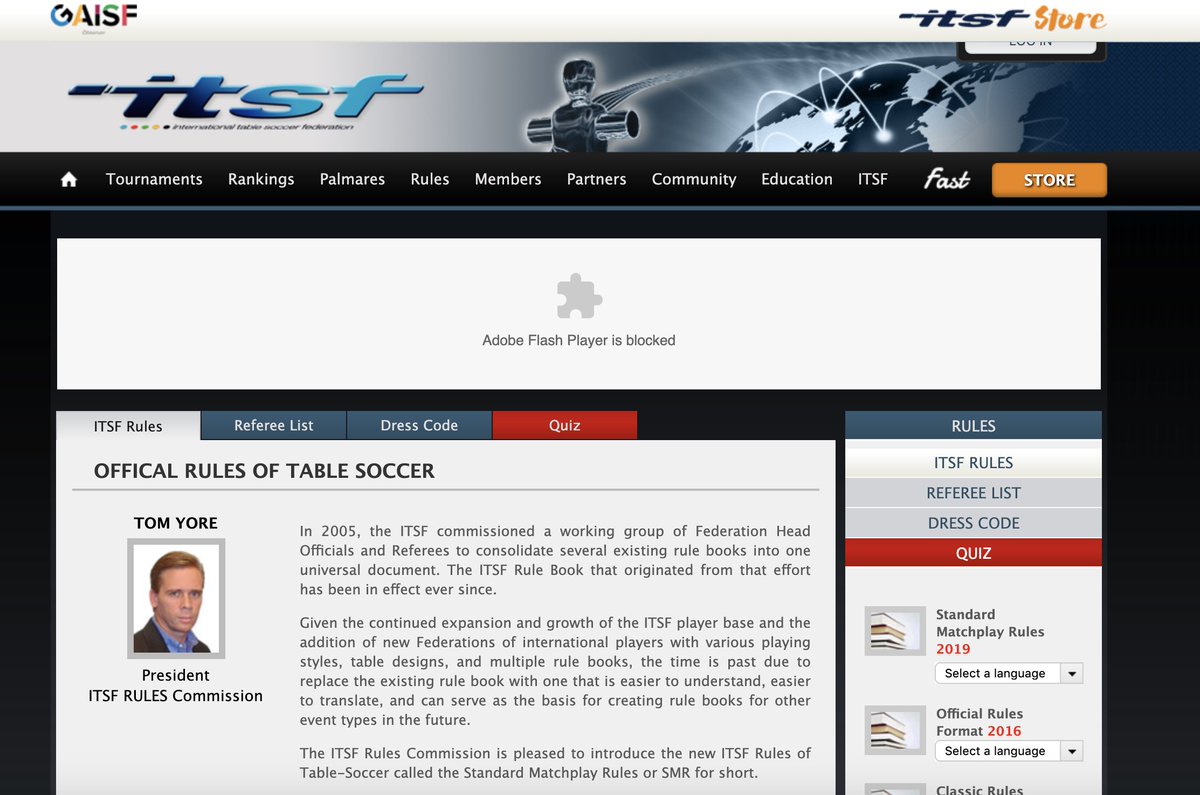 GAISF
Observer
itsf Store
LOG IN
itsf
international table soccer federation
Tournaments
Rankings
Palmares
Rules
Members
Partners
Community
Education
ITSF
Fast
STORE
Adobe Flash Player is blocked
ITSF Rules
Referee List
Dress Code
Quiz
OFFICAL RULES OF TABLE SOCCER
TOM YORE
President
ITSF RULES Commission
In 2005, the ITSF commissioned a working group of Federation Head
Officials and Referees to consolidate several existing rule books into one
universal document. The ITSF Rule Book that originated from that effort
has been in effect ever since.
Given the continued expansion and growth of the ITSF player base and the
addition of new Federations of international players with various playing
styles, table designs, and multiple rule books, the time is past due to
replace the existing rule book with one that is easier to understand, easier
to translate, and can serve as the basis for creating rule books for other
event types in the future.
The ITSF Rules Commission is pleased to introduce the new ITSF Rules of
Table-Soccer called the Standard Matchplay Rules or SMR for short.
RULES
ITSF RULES
REFEREE LIST
DRESS CODE
QUIZ
Standard
Matchplay Rules
2019
Select a language
Official Rules
Format 2016
Select a language
Classic Rules